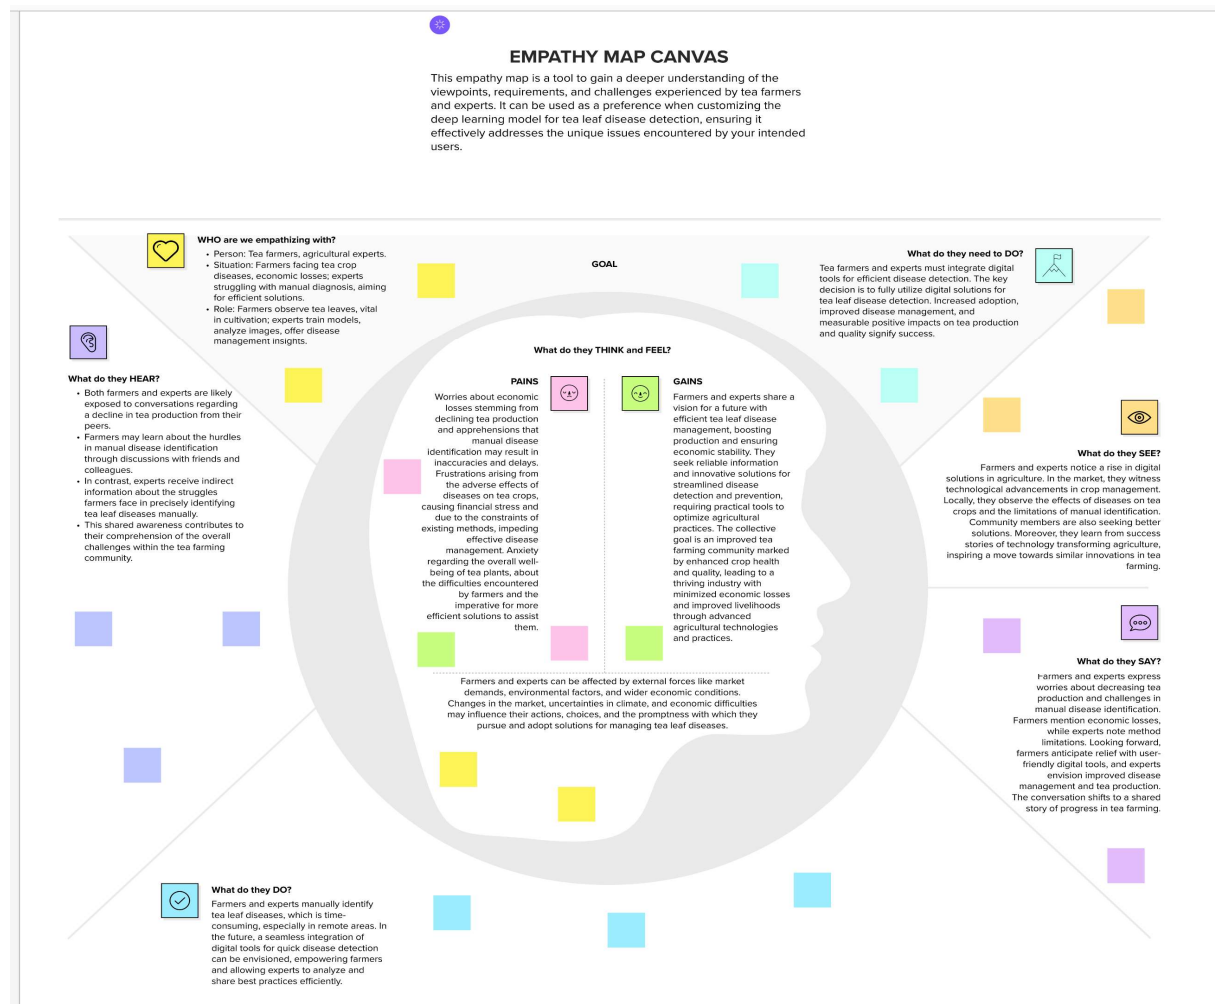 EMPATHY MAP CANVAS
This empathy map is a tool to gain a deeper understanding of the
viewpoints, requirements, and challenges experienced by tea farmers
and experts. It can be used as a preference when customizing the
deep learning model for tea leaf disease detection, ensuring it
effectively addresses the unique issues encountered by your intended
users.
WHO are we empathizing with?
• Person: Tea farmers, agricultural experts.
• Situation: Farmers facing tea crop
diseases, economic losses; experts
struggling with manual diagnosis, aiming
for efficient solutions.
• Role: Farmers observe tea leaves, vital
in cultivation; experts train models,
analyze images, offer disease
management insights.
GOAL
What do they need to DO?
Tea farmers and experts must integrate digital
tools for efficient disease detection. The key
decision is to fully utilize digital solutions for
tea leaf disease detection. Increased adoption,
improved disease management, and
measurable positive impacts on tea production
and quality signify success.
What do they HEAR?
• Both farmers and experts are likely
exposed to conversations regarding
a decline in tea production from their
peers.
• Farmers may learn about the hurdles
in manual disease identification
through discussions with friends and
colleagues.
• In contrast, experts receive indirect
information about the struggles
farmers face in precisely identifying
tea leaf diseases manually.
• This shared awareness contributes to
their comprehension of the overall
challenges within the tea farming
community.
What do they THINK and FEEL?
PAINS
Worries about economic
losses stemming from
declining tea production
and apprehensions that
manual disease
identification may result in
inaccuracies and delays.
Frustrations arising from
the adverse effects of
diseases on tea crops,
causing financial stress and
due to the constraints of
existing methods, impeding
effective disease
management. Anxiety
regarding the overall well-
being of tea plants, about
the difficulties encountered
by farmers and the
imperative for more
efficient solutions to assist
them.
GAINS
Farmers and experts share a
vision for a future with
efficient tea leaf disease
management, boosting
production and ensuring
economic stability. They
seek reliable information
and innovative solutions for
streamlined disease
detection and prevention,
requiring practical tools to
optimize agricultural
practices. The collective
goal is an improved tea
farming community marked
by enhanced crop health
and quality, leading to a
thriving industry with
minimized economic losses
and improved livelihoods
through advanced
agricultural technologies
and practices.
Farmers and experts can be affected by external forces like market
demands, environmental factors, and wider economic conditions.
Changes in the market, uncertainties in climate, and economic difficulties
may influence their actions, choices, and the promptness with which they
pursue and adopt solutions for managing tea leaf diseases.
What do they SEE?
Farmers and experts notice a rise in digital
solutions in agriculture. In the market, they witness
technological advancements in crop management.
Locally, they observe the effects of diseases on tea
crops and the limitations of manual identification.
Community members are also seeking better
solutions. Moreover, they learn from success
stories of technology transforming agriculture,
inspiring a move towards similar innovations in tea
farming.
What do they SAY?
Farmers and experts express
worries about decreasing tea
production and challenges in
manual disease identification.
Farmers mention economic losses,
while experts note method
limitations. Looking forward,
farmers anticipate relief with user-
friendly digital tools, and experts
envision improved disease
management and tea production.
The conversation shifts to a shared
story of progress in tea farming.
What do they DO?
Farmers and experts manually identify
tea leaf diseases, which is time-
consuming, especially in remote areas. In
the future, a seamless integration of
digital tools for quick disease detection
can be envisioned, empowering farmers
and allowing experts to analyze and
share best practices efficiently.